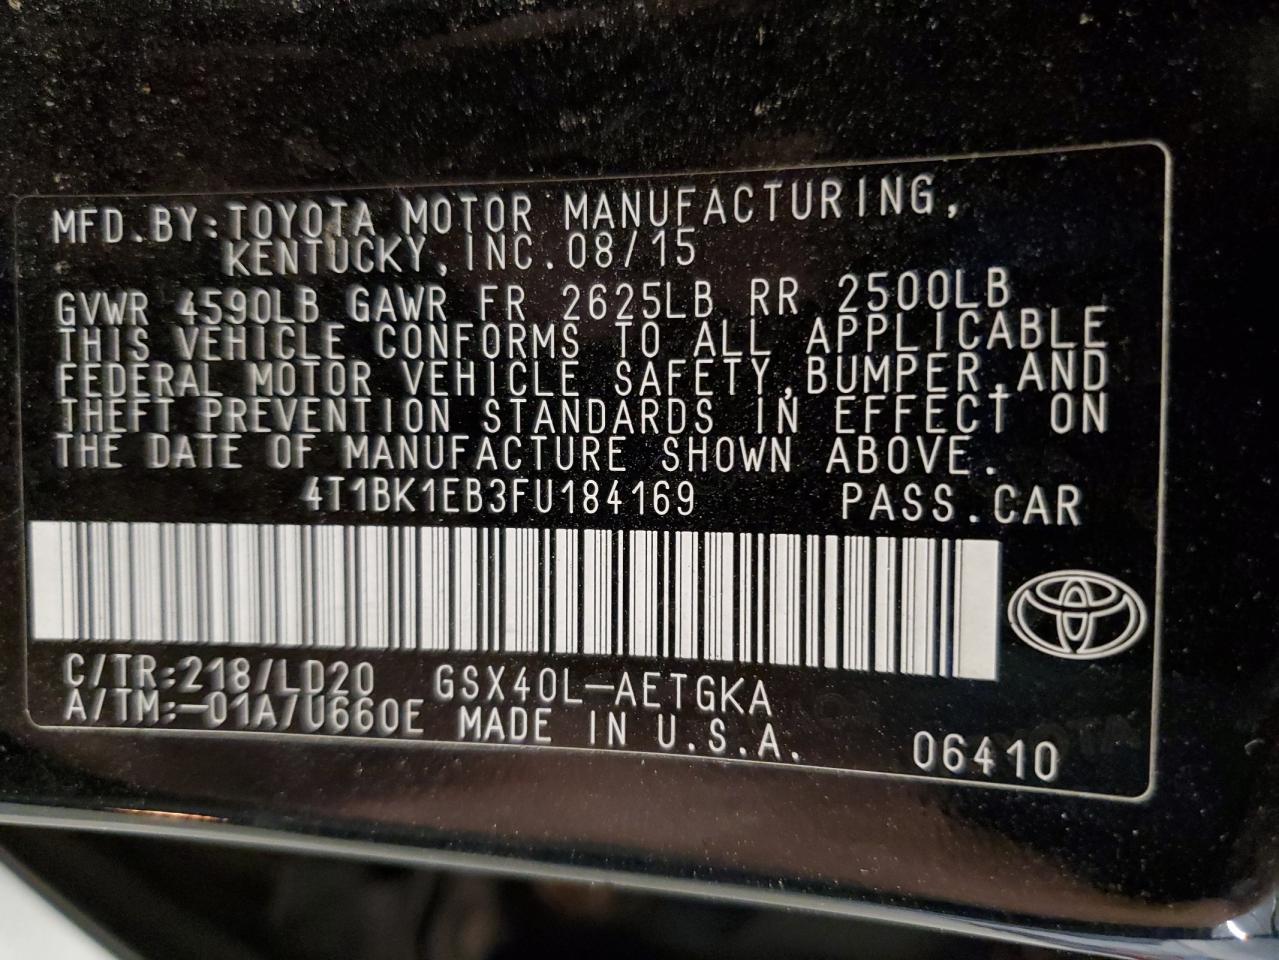 MFD.BY:TOYOTA MOTOR MANUFACTURING,
KENTUCKY,INC.08/15
GVWR 4590LB GAWR FR 2625LB RR 2500LB
THIS VEHICLE CONFORMS TO ALL APPLICABLE
FEDERAL MOTOR VEHICLE SAFETY,BUMPER,AND
THEFT PREVENTION STANDARDS IN EFFECT ON
THE DATE OF MANUFACTURE SHOWN ABOVE.
4T1BK1EB3FU184169 PASS.CAR
C/TR:218/LD20 GSX40L-AETGKA
A/TM:-01A/U660E MADE IN U.S.A. 06410